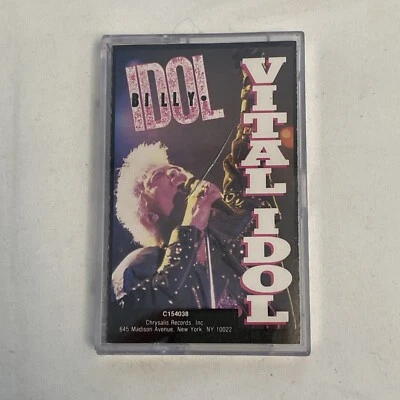 IDOL
BILLY
VITAL IDOL
C154038
Chrysalis Records, Inc.
645 Madison Avenue, New York, NY 10022